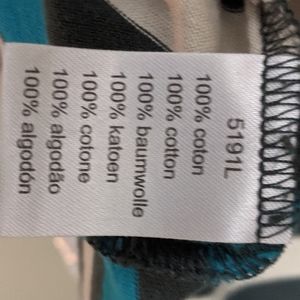 5191L
100% coton
100% cotton
100% baumwolle
100% katoen
100% cotone
100% algodão
100% algodón